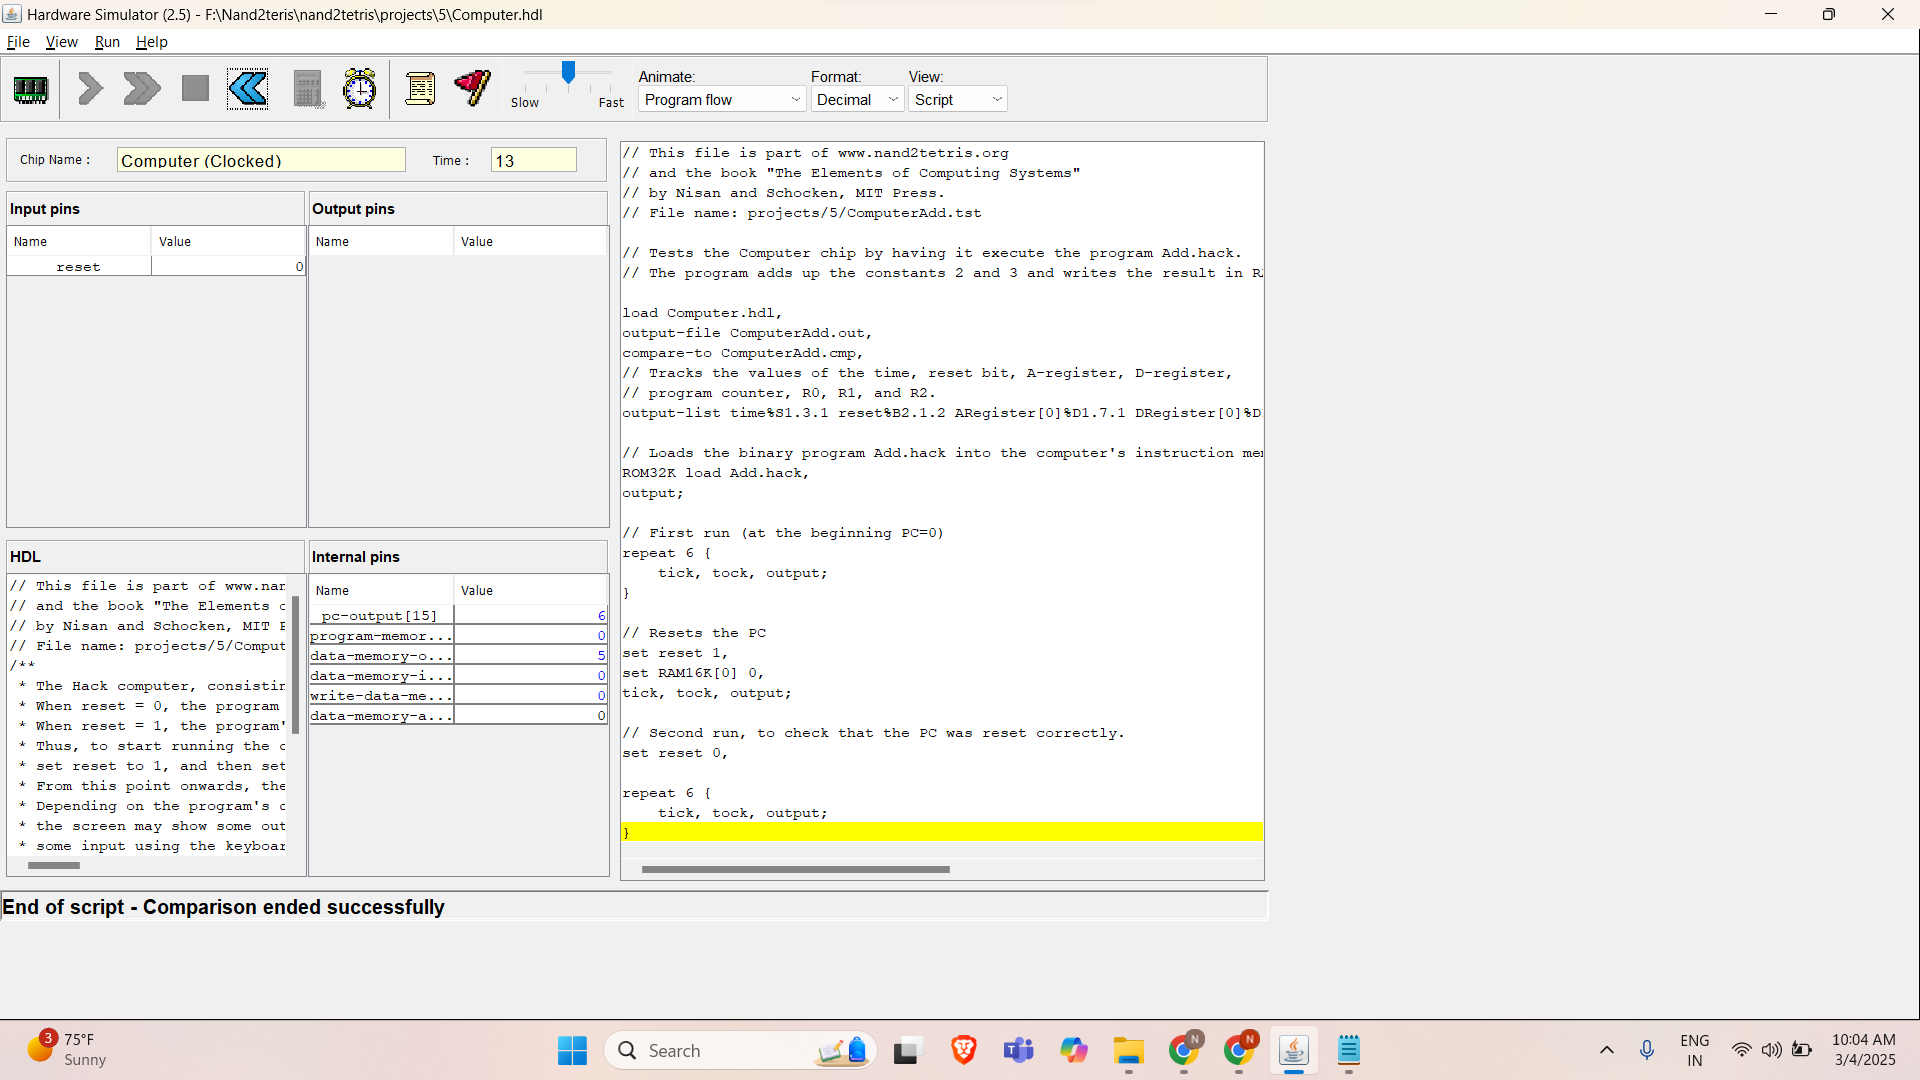 Hardware Simulator (2.5) - F:\Nand2teris\nand2tetris\projects\5\Computer.hdl
File View Run Help
Slow Fast
Animate: Format: View:
Program flow Decimal Script
Chip Name : Computer (Clocked) Time : 13
Input pins
Name Value
reset 0
Output pins
Name Value
HDL
// This file is part of www.nan
// and the book "The Elements o
// by Nisan and Schocken, MIT P
// File name: projects/5/Comput
/**
* The Hack computer, consistin
* When reset = 0, the program
* When reset = 1, the program'
* Thus, to start running the c
* set reset to 1, and then set
* From this point onwards, the
* Depending on the program's c
* the screen may show some out
* some input using the keyboar
Internal pins
Name Value
pc-output[15] 6
program-memor... 0
data-memory-o... 5
data-memory-i... 0
write-data-me... 0
data-memory-a... 0
// This file is part of www.nand2tetris.org
// and the book "The Elements of Computing Systems"
// by Nisan and Schocken, MIT Press.
// File name: projects/5/ComputerAdd.tst
// Tests the Computer chip by having it execute the program Add.hack.
// The program adds up the constants 2 and 3 and writes the result in RA
load Computer.hdl,
output-file ComputerAdd.out,
compare-to ComputerAdd.cmp,
// Tracks the values of the time, reset bit, A-register, D-register,
// program counter, R0, R1, and R2.
output-list time%S1.3.1 reset%B2.1.2 ARegister[0]%D1.7.1 DRegister[0]%D
// Loads the binary program Add.hack into the computer's instruction mem
ROM32K load Add.hack,
output;
// First run (at the beginning PC=0)
repeat 6 {
tick, tock, output;
}
// Resets the PC
set reset 1,
set RAM16K[0] 0,
tick, tock, output;
// Second run, to check that the PC was reset correctly.
set reset 0,
repeat 6 {
tick, tock, output;
}
End of script - Comparison ended successfully
3
75°F
Sunny
Search
N
N
ENG
IN
10:04 AM
3/4/2025